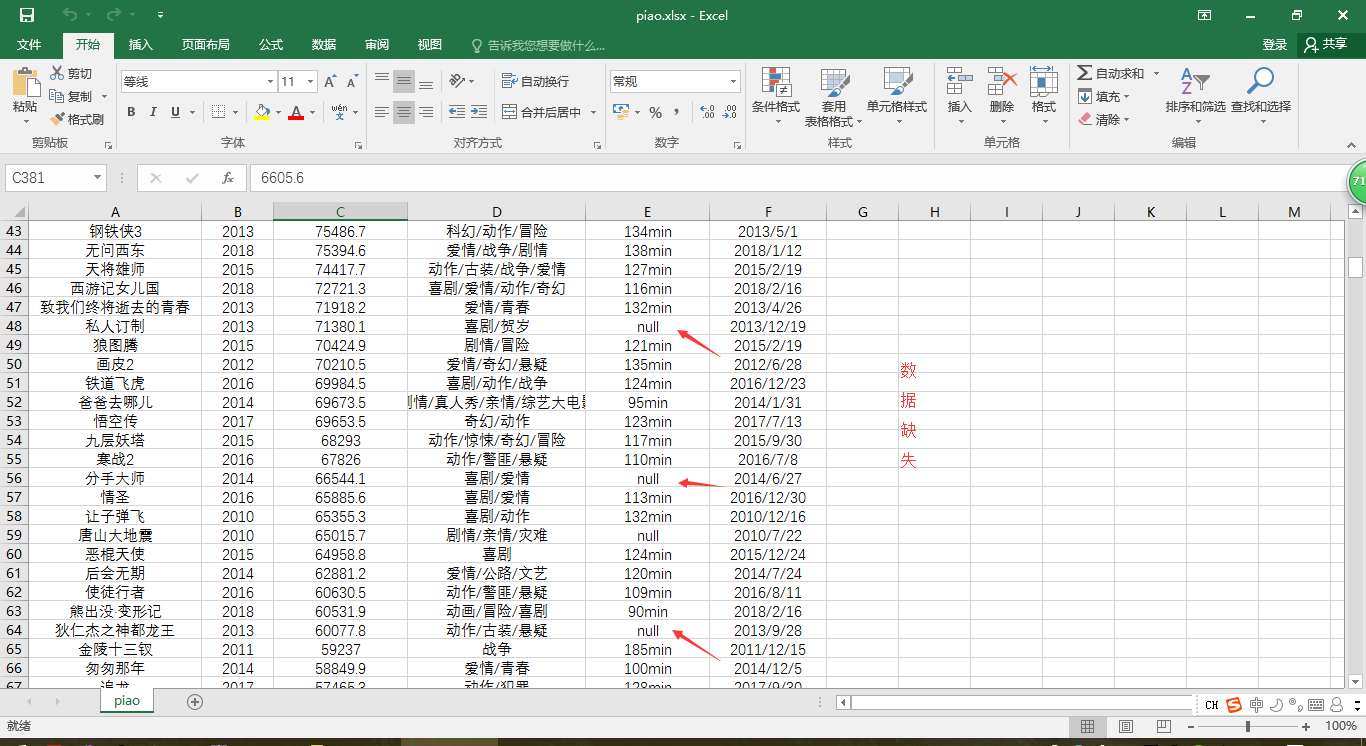 piao.xlsx - Excel
文件 开始 插入 页面布局 公式 数据 审阅 视图 告诉我您想要做什么... 登录 共享
粘贴 剪切 复制 格式刷 剪贴板
等线 11 A A
B I U A wén 文 字体
自动换行 合并后居中 对齐方式
常规 % , .00 .00 数字
条件格式 套用 表格格式 单元格样式 样式
插入 删除 格式 单元格
自动求和 填充 清除 排序和筛选 查找和选择 编辑
C381 fx 6605.6
71
A B C D E F G H I J K L M
43 钢铁侠3 2013 75486.7 科幻/动作/冒险 134min 2013/5/1
44 无问西东 2018 75394.6 爱情/战争/剧情 138min 2018/1/12
45 天将雄师 2015 74417.7 动作/古装/战争/爱情 127min 2015/2/19
46 西游记女儿国 2018 72721.3 喜剧/爱情/动作/奇幻 116min 2018/2/16
47 致我们终将逝去的青春 2013 71918.2 爱情/青春 132min 2013/4/26
48 私人订制 2013 71380.1 喜剧/贺岁 null 2013/12/19
49 狼图腾 2015 70424.9 剧情/冒险 121min 2015/2/19
50 画皮2 2012 70210.5 爱情/奇幻/悬疑 135min 2012/6/28
51 铁道飞虎 2016 69984.5 喜剧/动作/战争 124min 2016/12/23
52 爸爸去哪儿 2014 69673.5 情/真人秀/亲情/综艺大电 95min 2014/1/31
53 悟空传 2017 69653.5 奇幻/动作 123min 2017/7/13
54 九层妖塔 2015 68293 动作/惊悚/奇幻/冒险 117min 2015/9/30
55 寒战2 2016 67826 动作/警匪/悬疑 110min 2016/7/8
56 分手大师 2014 66544.1 喜剧/爱情 null 2014/6/27
57 情圣 2016 65885.6 喜剧/爱情 113min 2016/12/30
58 让子弹飞 2010 65355.3 喜剧/动作 132min 2010/12/16
59 唐山大地震 2010 65015.7 剧情/亲情/灾难 null 2010/7/22
60 恶棍天使 2015 64958.8 喜剧 124min 2015/12/24
61 后会无期 2014 62881.2 爱情/公路/文艺 120min 2014/7/24
62 使徒行者 2016 60630.5 动作/警匪/悬疑 109min 2016/8/11
63 熊出没·变形记 2018 60531.9 动画/冒险/喜剧 90min 2018/2/16
64 狄仁杰之神都龙王 2013 60077.8 动作/古装/悬疑 null 2013/9/28
65 金陵十三钗 2011 59237 战争 185min 2011/12/15
66 匆匆那年 2014 58849.9 爱情/青春 100min 2014/12/5
67 追龙 2017 57465.3 动作/犯罪 128min 2017/9/30
数
据
缺
失
piao
CH 中
就绪 100%